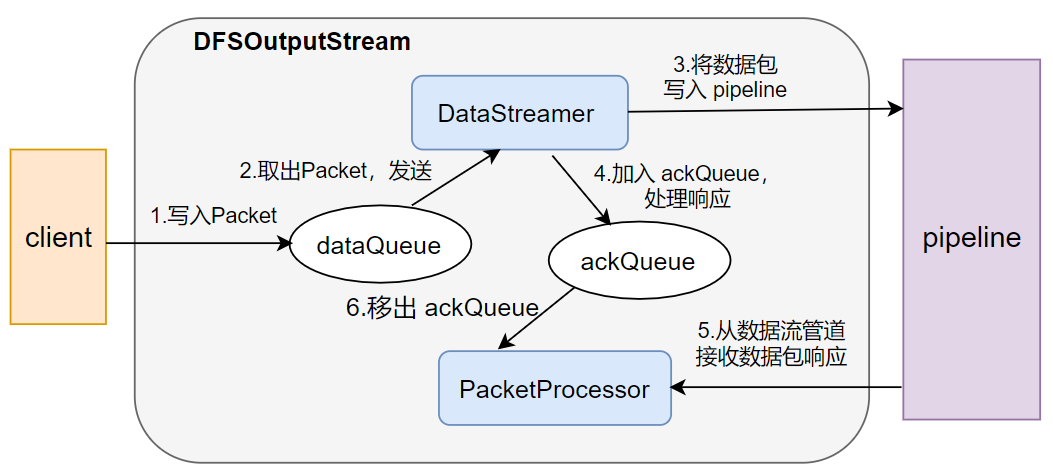 DFSOutputStream
3.将数据包
写入 pipeline
DataStreamer
2.取出Packet，发送
4.加入 ackQueue，
处理响应
1.写入Packet
client
dataQueue
ackQueue
pipeline
6.移出 ackQueue
5.从数据流管道
接收数据包响应
PacketProcessor